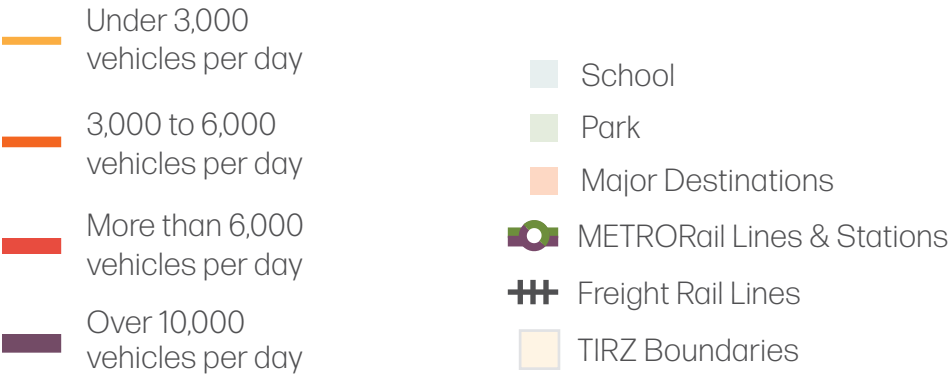 Under 3,000
vehicles per day
3,000 to 6,000
vehicles per day
More than 6,000
vehicles per day
Over 10,000
vehicles per day
School
Park
Major Destinations
METRORail Lines & Stations
Freight Rail Lines
TIRZ Boundaries